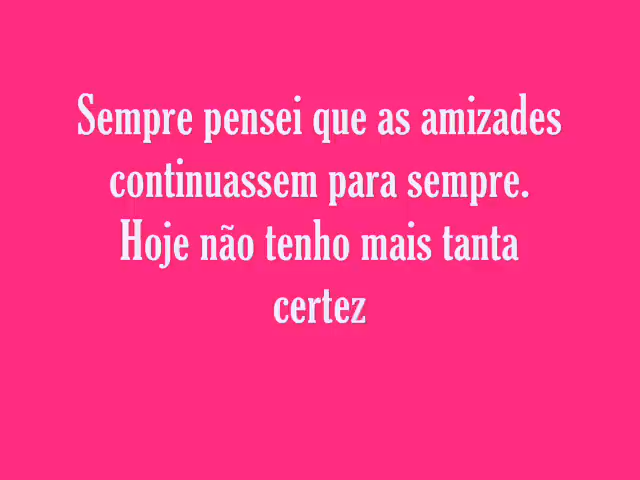 Sempre pensei que as amizades
continuassem para sempre.
Hoje não tenho mais tanta
certez